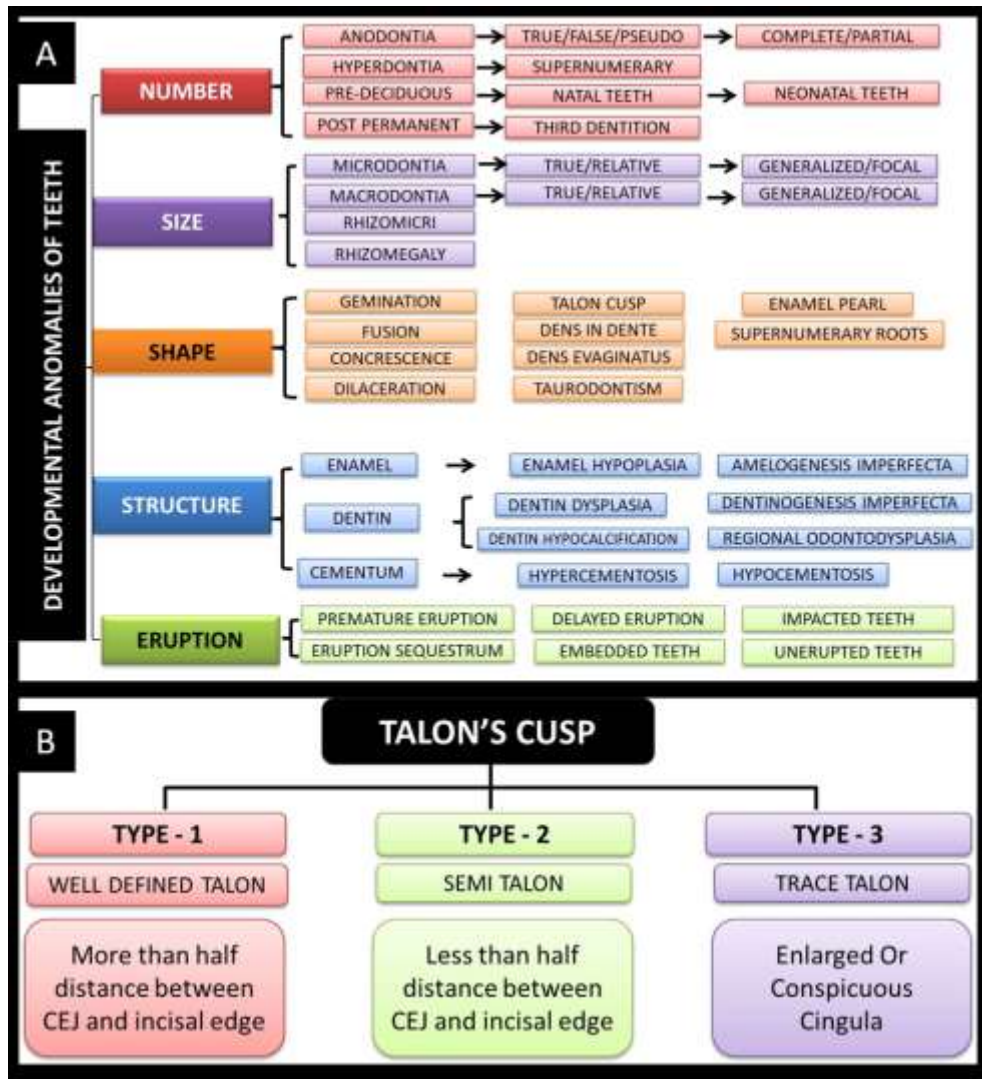 A
DEVELOPMENTAL ANOMALIES OF TEETH
NUMBER
ANODONTIA TRUE/FALSE/PSEUDO COMPLETE/PARTIAL
HYPERDONTIA SUPERNUMERARY
PRE-DECIDUOUS NATAL TEETH NEONATAL TEETH
POST PERMANENT THIRD DENTITION
SIZE
MICRODONTIA TRUE/RELATIVE GENERALIZED/FOCAL
MACRODONTIA TRUE/RELATIVE GENERALIZED/FOCAL
RHIZOMICRI
RHIZOMEGALY
SHAPE
GEMINATION TALON CUSP ENAMEL PEARL
FUSION DENS IN DENTE SUPERNUMERARY ROOTS
CONCRESCENCE DENS EVAGINATUS
DILACERATION TAURODONTISM
STRUCTURE
ENAMEL ENAMEL HYPOPLASIA AMELOGENESIS IMPERFECTA
DENTIN DENTIN DYSPLASIA DENTINOGENESIS IMPERFECTA
DENTIN HYPOCALCIFICATION REGIONAL ODONTODYSPLASIA
CEMENTUM HYPERCEMENTOSIS HYPOCEMENTOSIS
ERUPTION
PREMATURE ERUPTION DELAYED ERUPTION IMPACTED TEETH
ERUPTION SEQUESTRUM EMBEDDED TEETH UNERUPTED TEETH
B
TALON'S CUSP
TYPE - 1
WELL DEFINED TALON
More than half
distance between
CEJ and incisal edge
TYPE - 2
SEMI TALON
Less than half
distance between
CEJ and incisal edge
TYPE - 3
TRACE TALON
Enlarged Or
Conspicuous
Cingula